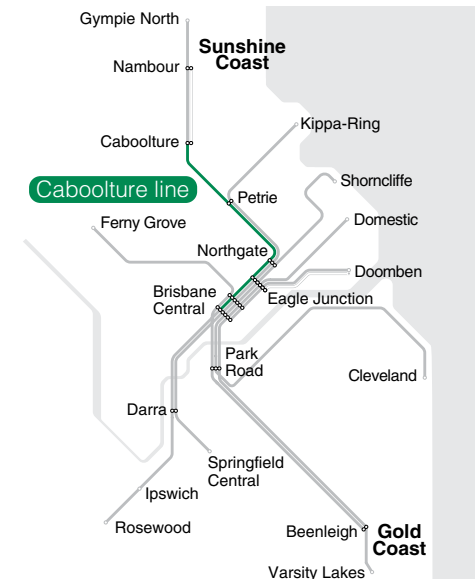 Gympie North
Sunshine
Coast
Nambour
Kippa-Ring
Caboolture
Shorncliffe
Caboolture line
Petrie
Ferny Grove
Domestic
Northgate
Doomben
Brisbane
Central
Eagle Junction
Park
Road
Cleveland
Darra
Springfield
Central
Ipswich
Rosewood
Beenleigh
Gold
Coast
Varsity Lakes